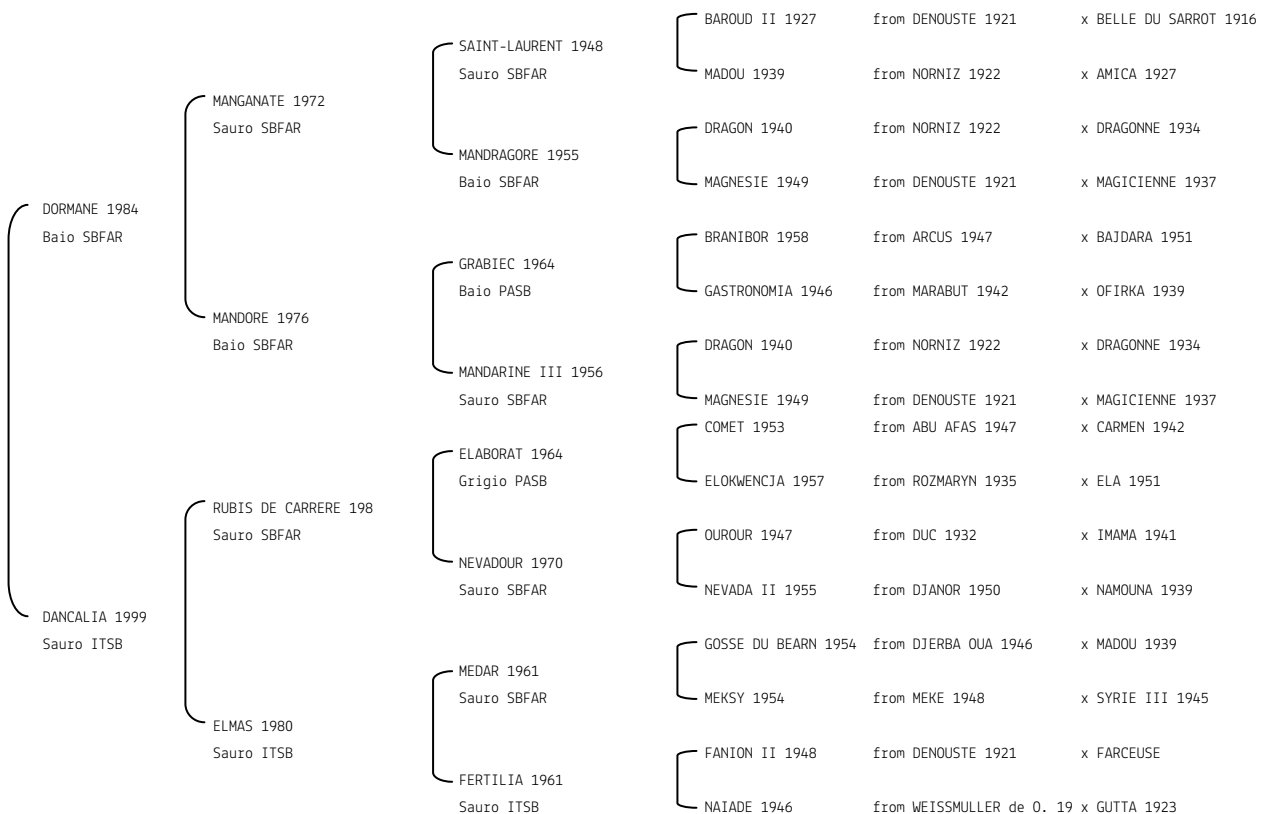 BAROUD II 1927 from DENOUSTE 1921 x BELLE DU SARROT 1916
SAINT-LAURENT 1948
Sauro SBFAR
MADOU 1939 from NORNIZ 1922 x AMICA 1927
MANGANATE 1972
Sauro SBFAR
DRAGON 1940 from NORNIZ 1922 x DRAGONNE 1934
MANDRAGORE 1955
Baio SBFAR
MAGNESIE 1949 from DENOUSTE 1921 x MAGICIENNE 1937
DORMANE 1984
Baio SBFAR
BRANIBOR 1958 from ARCUS 1947 x BAJDARA 1951
GRABIEC 1964
Baio PASB
GASTRONOMIA 1946 from MARABUT 1942 x OFIRKA 1939
MANDORE 1976
Baio SBFAR
DRAGON 1940 from NORNIZ 1922 x DRAGONNE 1934
MANDARINE III 1956
Sauro SBFAR
MAGNESIE 1949 from DENOUSTE 1921 x MAGICIENNE 1937
COMET 1953 from ABU AFAS 1947 x CARMEN 1942
ELABORAT 1964
Grigio PASB
ELOKWENCJA 1957 from ROZMARYN 1935 x ELA 1951
RUBIS DE CARRERE 198
Sauro SBFAR
OUROUR 1947 from DUC 1932 x IMAMA 1941
NEVADOUR 1970
Sauro SBFAR
NEVADA II 1955 from DJANOR 1950 x NAMOUNA 1939
DANCALIA 1999
Sauro ITSB
GOSSE DU BEARN 1954 from DJERBA OUA 1946 x MADOU 1939
MEDAR 1961
Sauro SBFAR
MEKSY 1954 from MEKE 1948 x SYRIE III 1945
ELMAS 1980
Sauro ITSB
FANION II 1948 from DENOUSTE 1921 x FARCEUSE
FERTILIA 1961
Sauro ITSB
NAIADE 1946 from WEISSMULLER de O. 19 x GUTTA 1923